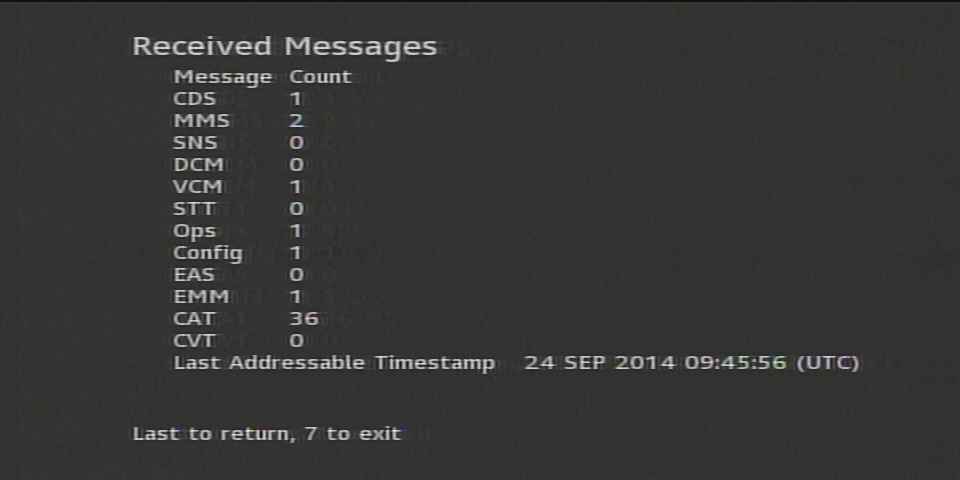 Received Messages
Message Count
CDS 1
MMS 2
SNS 0
DCM 0
VCM 1
STT 0
Ops 1
Config 1
EAS 0
EMM 1
CAT 36
CVT 0
Last Addressable Timestamp 24 SEP 2014 09:45:56 (UTC)
Last to return, 7 to exit